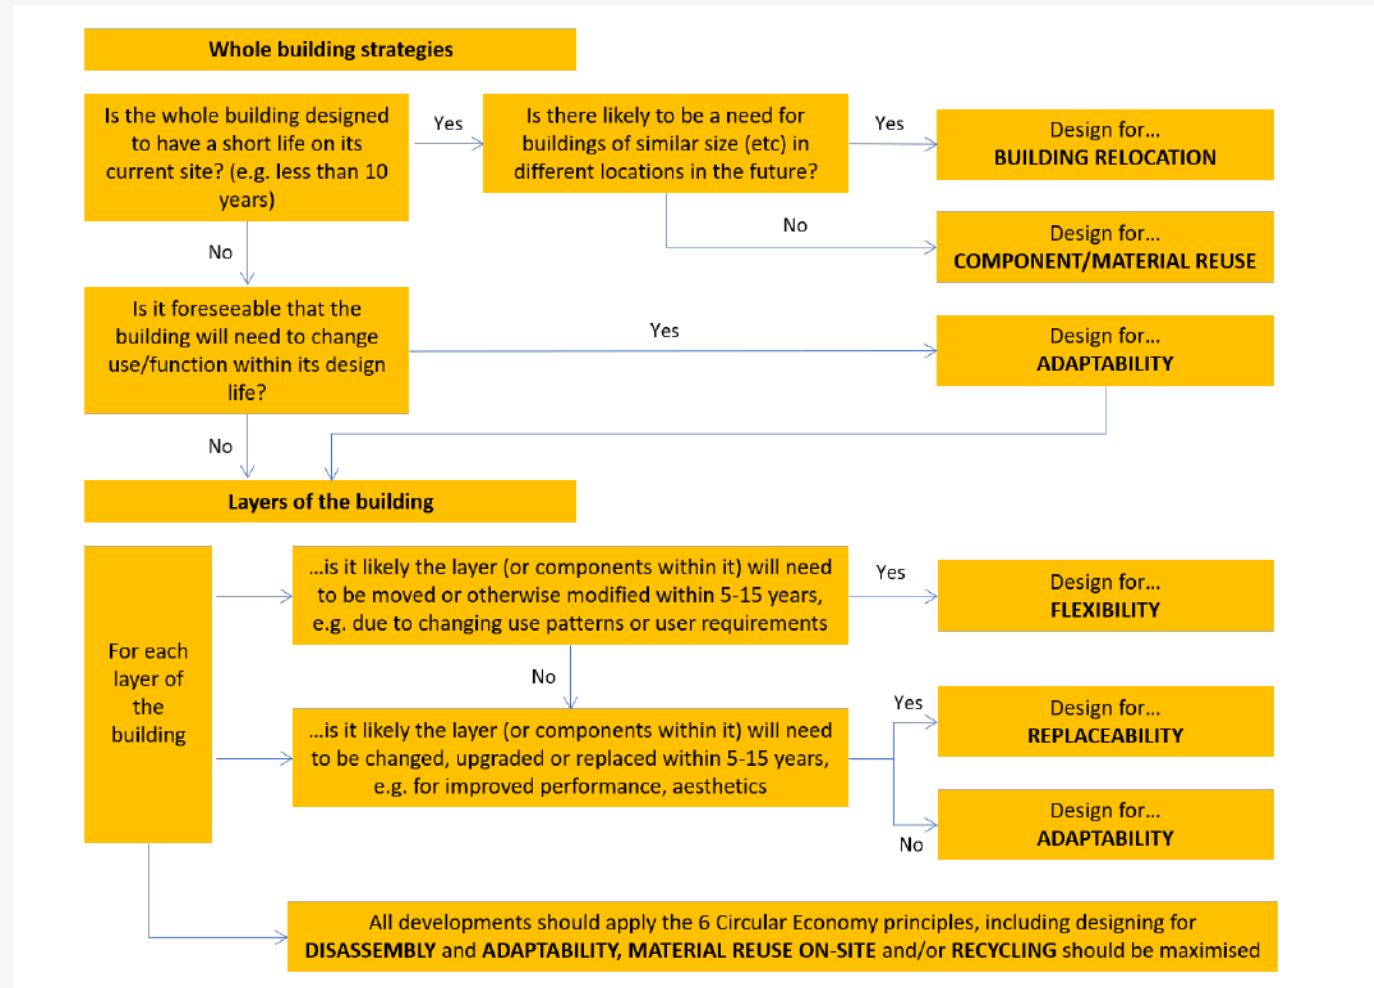 Whole building strategies
Is the whole building designed
to have a short life on its
current site? (e.g. less than 10
years)
Yes
Is there likely to be a need for
buildings of similar size (etc) in
different locations in the future?
Yes
Design for...
BUILDING RELOCATION
No
Design for...
COMPONENT/MATERIAL REUSE
No
Is it foreseeable that the
building will need to change
use/function within its design
life?
Yes
Design for...
ADAPTABILITY
No
Layers of the building
For each
layer of
the
building
...is it likely the layer (or components within it) will need
to be moved or otherwise modified within 5-15 years,
e.g. due to changing use patterns or user requirements
Yes
Design for...
FLEXIBILITY
No
...is it likely the layer (or components within it) will need
to be changed, upgraded or replaced within 5-15 years,
e.g. for improved performance, aesthetics
Yes
Design for...
REPLACEABILITY
No
Design for...
ADAPTABILITY
All developments should apply the 6 Circular Economy principles, including designing for
DISASSEMBLY and ADAPTABILITY, MATERIAL REUSE ON-SITE and/or RECYCLING should be maximised